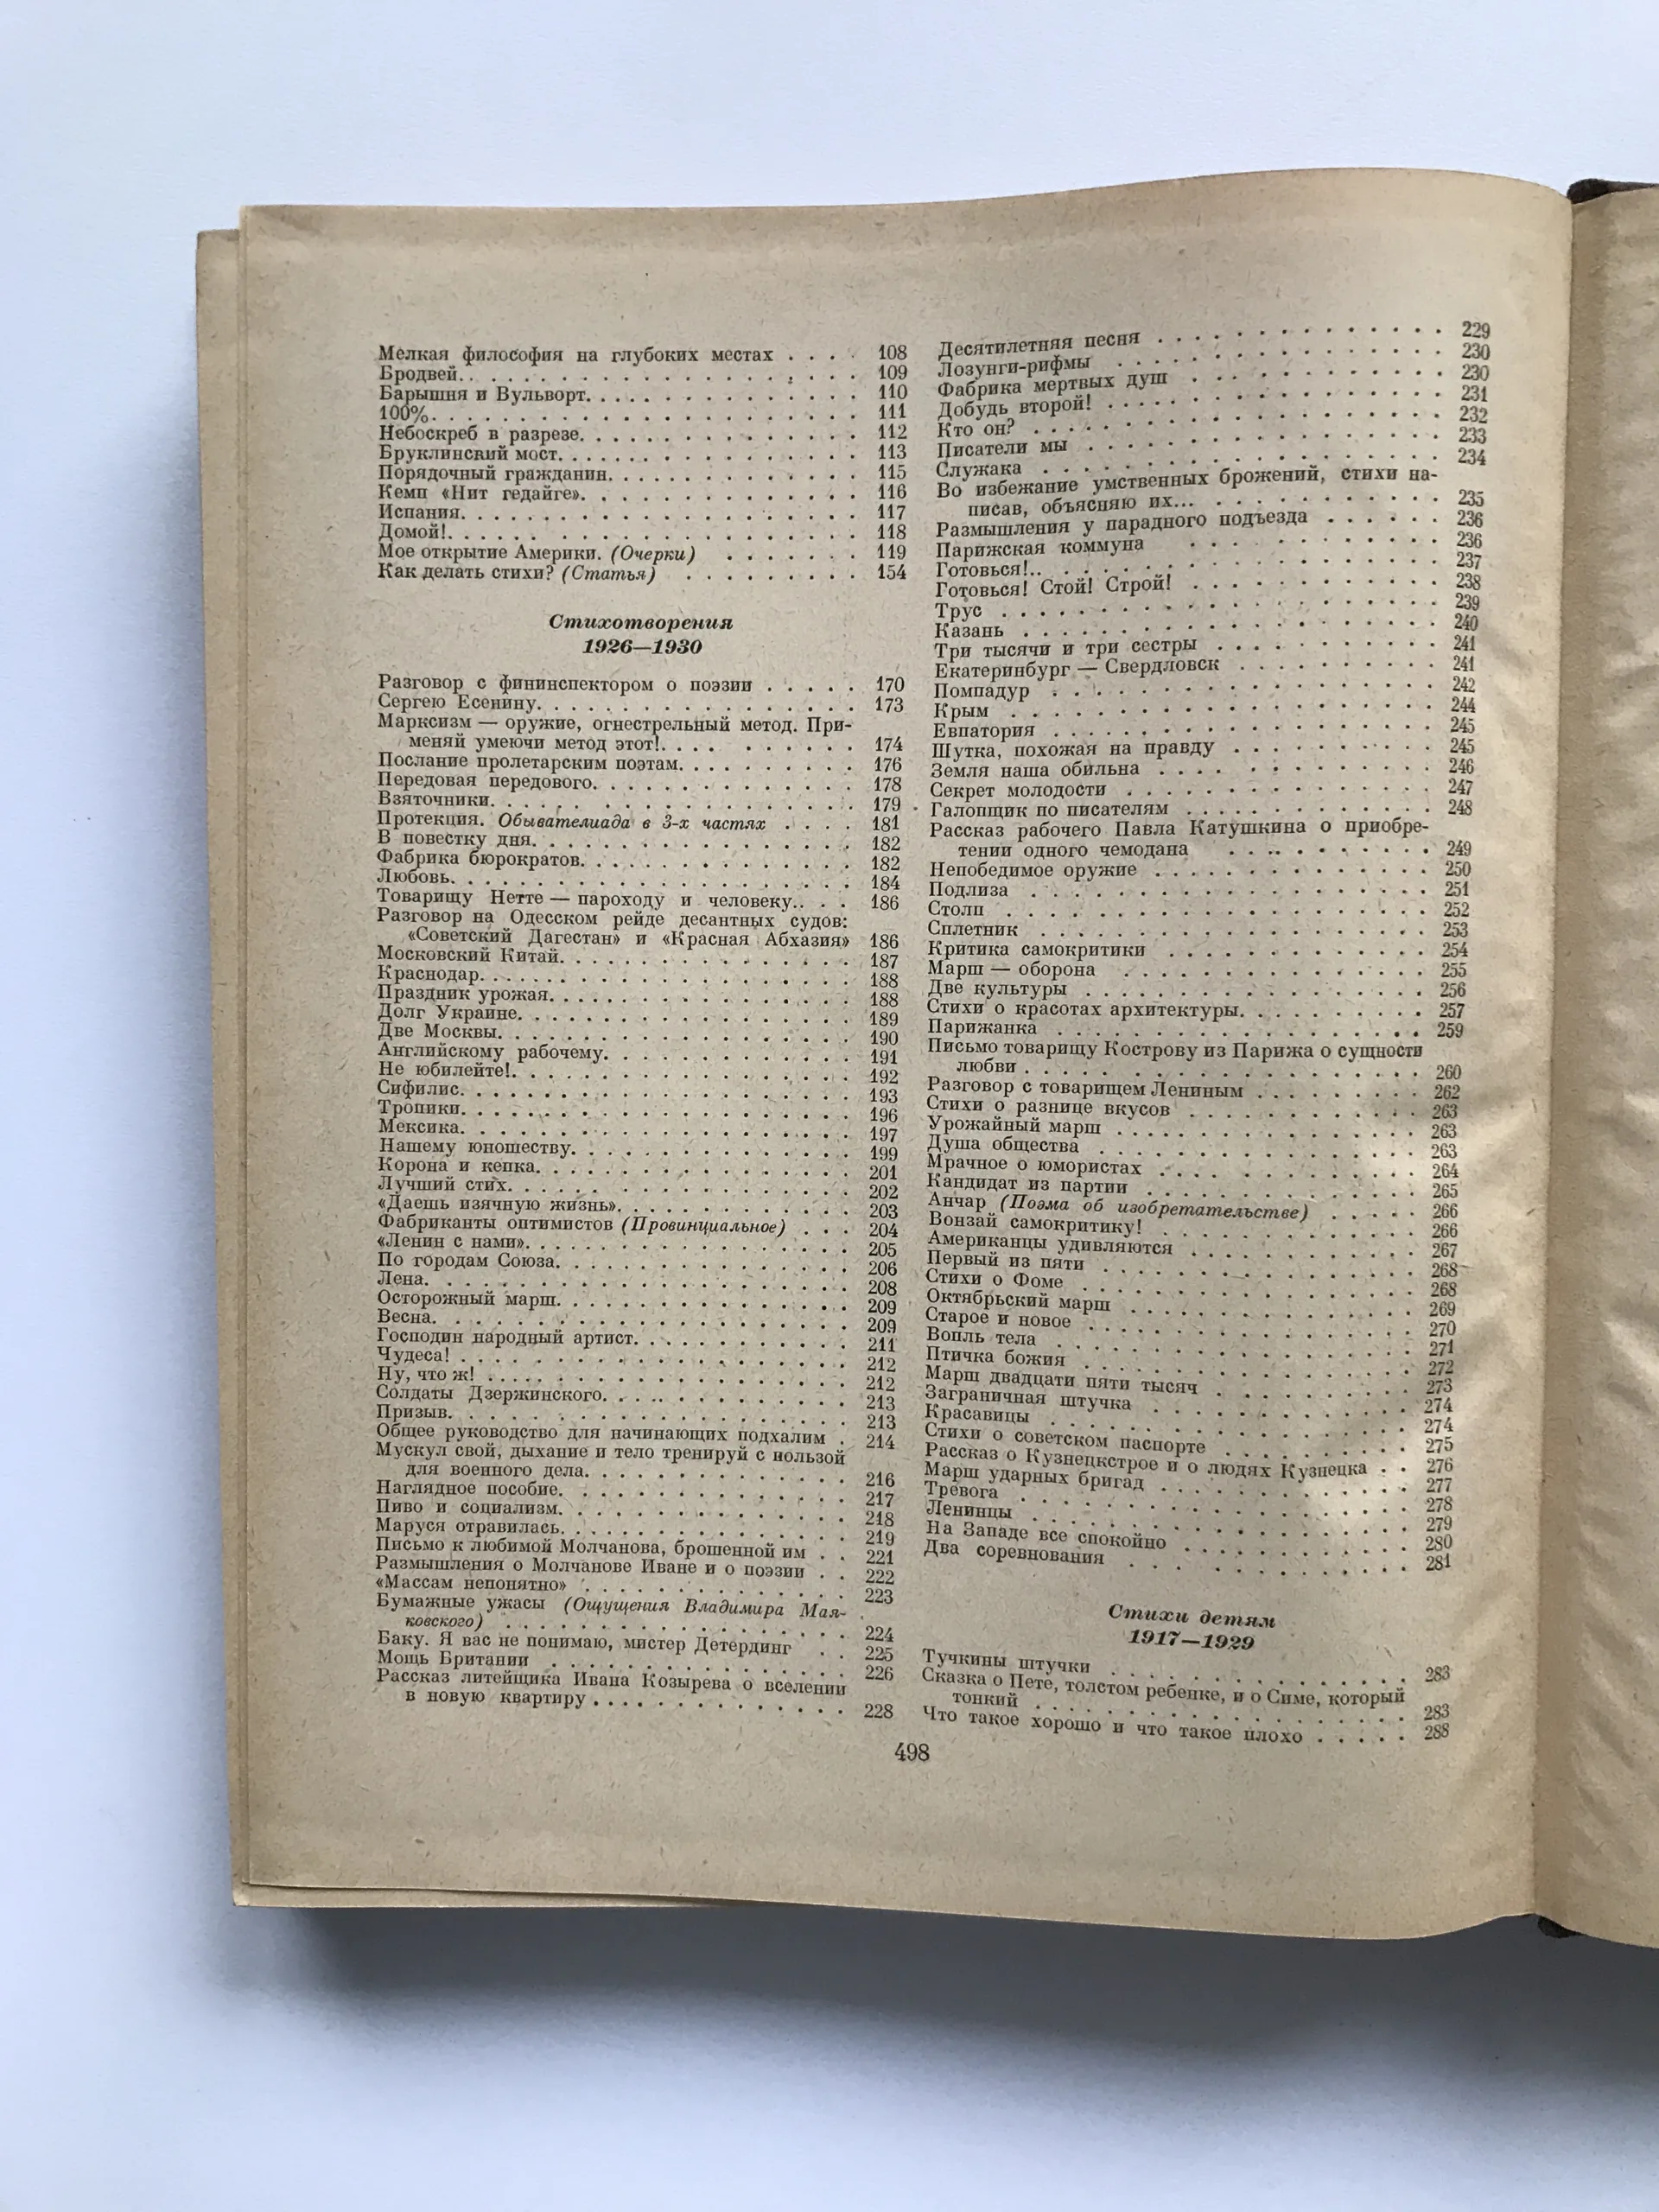 Мелкая философия на глубоких местах . . . . 108
Бродвей. . . . . . . . . . . . . . . . . . . 109
Барышня и Вульворт. . . . . . . . . . . . . . 110
100%. . . . . . . . . . . . . . . . . . . . 111
Небоскреб в разрезе. . . . . . . . . . . . . . 112
Бруклинский мост. . . . . . . . . . . . . . . 113
Порядочный гражданин. . . . . . . . . . . . . 115
Кемп «Нит гедайге». . . . . . . . . . . . . . 116
Испания. . . . . . . . . . . . . . . . . . . 117
Домой!. . . . . . . . . . . . . . . . . . . . 118
Мое открытие Америки. (Очерки) . . . . . . . 119
Как делать стихи? (Статья) . . . . . . . . . 154
Стихотворения
1926—1930
Разговор с фининспектором о поэзии . . . . . 170
Сергею Есенину. . . . . . . . . . . . . . . . 173
Марксизм — оружие, огнестрельный метод. При-
меняй умеючи метод этот!. . . . . . . . . . 174
Послание пролетарским поэтам. . . . . . . . . 176
Передовая передового. . . . . . . . . . . . . 178
Взяточники. . . . . . . . . . . . . . . . . . 179
Протекция. Обывателиада в 3-х частях . . . . 181
В повестку дня. . . . . . . . . . . . . . . . 182
Фабрика бюрократов. . . . . . . . . . . . . . 182
Любовь. . . . . . . . . . . . . . . . . . . . 184
Товарищу Нетте — пароходу и человеку. . . . 186
Разговор на Одесском рейде десантных судов:
«Советский Дагестан» и «Красная Абхазия» 186
Московский Китай. . . . . . . . . . . . . . . 187
Краснодар. . . . . . . . . . . . . . . . . . 188
Праздник урожая. . . . . . . . . . . . . . . 188
Долг Украине. . . . . . . . . . . . . . . . . 189
Две Москвы. . . . . . . . . . . . . . . . . . 190
Английскому рабочему. . . . . . . . . . . . . 191
Не юбилейте!. . . . . . . . . . . . . . . . . 192
Сифилис. . . . . . . . . . . . . . . . . . . 193
Тропики. . . . . . . . . . . . . . . . . . . 196
Мексика. . . . . . . . . . . . . . . . . . . 197
Нашему юношеству. . . . . . . . . . . . . . . 199
Корона и кепка. . . . . . . . . . . . . . . . 201
Лучший стих. . . . . . . . . . . . . . . . . 202
«Даешь изячную жизнь». . . . . . . . . . . . 203
Фабриканты оптимистов (Провинциальное) . . . 204
«Ленин с нами». . . . . . . . . . . . . . . . 205
По городам Союза. . . . . . . . . . . . . . . 206
Лена. . . . . . . . . . . . . . . . . . . . . 208
Осторожный марш. . . . . . . . . . . . . . . 209
Весна. . . . . . . . . . . . . . . . . . . . 209
Господин народный артист. . . . . . . . . . . 211
Чудеса! . . . . . . . . . . . . . . . . . . . 212
Ну, что ж! . . . . . . . . . . . . . . . . . 212
Солдаты Дзержинского. . . . . . . . . . . . . 213
Призыв. . . . . . . . . . . . . . . . . . . . 213
Общее руководство для начинающих подхалим . 214
Мускул свой, дыхание и тело тренируй с пользой
для военного дела. . . . . . . . . . . . . 216
Наглядное пособие. . . . . . . . . . . . . . 217
Пиво и социализм. . . . . . . . . . . . . . . 218
Маруся отравилась. . . . . . . . . . . . . . 219
Письмо к любимой Молчанова, брошенной им . . 221
Размышления о Молчанове Иване и о поэзии . . 222
«Массам непонятно» . . . . . . . . . . . . . 223
Бумажные ужасы (Ощущения Владимира Мая-
ковского) . . . . . . . . . . . . . . . . . 224
Баку. Я вас не понимаю, мистер Детердинг . . 225
Мощь Британии . . . . . . . . . . . . . . . . 226
Рассказ литейщика Ивана Козырева о вселении
в новую квартиру . . . . . . . . . . . . . 228
Десятилетняя песня . . . . . . . . . . . . . 229
Лозунги-рифмы . . . . . . . . . . . . . . . . 230
Фабрика мертвых душ . . . . . . . . . . . . . 230
Добудь второй! . . . . . . . . . . . . . . . 231
Кто он? . . . . . . . . . . . . . . . . . . . 232
Писатели мы . . . . . . . . . . . . . . . . . 233
Служака . . . . . . . . . . . . . . . . . . . 234
Во избежание умственных брожений, стихи на-
писав, объясняю их... . . . . . . . . . . . 235
Размышления у парадного подъезда . . . . . . 236
Парижская коммуна . . . . . . . . . . . . . . 236
Готовься!.. . . . . . . . . . . . . . . . . . 237
Готовься! Стой! Строй! . . . . . . . . . . . 238
Трус . . . . . . . . . . . . . . . . . . . . 239
Казань . . . . . . . . . . . . . . . . . . . 240
Три тысячи и три сестры . . . . . . . . . . . 241
Екатеринбург — Свердловск . . . . . . . . . . 241
Помпадур . . . . . . . . . . . . . . . . . . 242
Крым . . . . . . . . . . . . . . . . . . . . 244
Евпатория . . . . . . . . . . . . . . . . . . 245
Шутка, похожая на правду . . . . . . . . . . 245
Земля наша обильна . . . . . . . . . . . . . 246
Секрет молодости . . . . . . . . . . . . . . 247
Галопщик по писателям . . . . . . . . . . . . 248
Рассказ рабочего Павла Катушкина о приобре-
тении одного чемодана . . . . . . . . . . . 249
Непобедимое оружие . . . . . . . . . . . . . 250
Подлиза . . . . . . . . . . . . . . . . . . . 251
Столп . . . . . . . . . . . . . . . . . . . . 252
Сплетник . . . . . . . . . . . . . . . . . . 253
Критика самокритики . . . . . . . . . . . . . 254
Марш — оборона . . . . . . . . . . . . . . . 255
Две культуры . . . . . . . . . . . . . . . . 256
Стихи о красотах архитектуры. . . . . . . . . 257
Парижанка . . . . . . . . . . . . . . . . . . 259
Письмо товарищу Кострову из Парижа о сущности
любви . . . . . . . . . . . . . . . . . . . 260
Разговор с товарищем Лениным . . . . . . . . 262
Стихи о разнице вкусов . . . . . . . . . . . 263
Урожайный марш . . . . . . . . . . . . . . . 263
Душа общества . . . . . . . . . . . . . . . . 263
Мрачное о юмористах . . . . . . . . . . . . . 264
Кандидат из партии . . . . . . . . . . . . . 265
Анчар (Поэма об изобретательстве) . . . . . 266
Вонзай самокритику! . . . . . . . . . . . . . 266
Американцы удивляются . . . . . . . . . . . . 267
Первый из пяти . . . . . . . . . . . . . . . 268
Стихи о Фоме . . . . . . . . . . . . . . . . 268
Октябрьский марш . . . . . . . . . . . . . . 269
Старое и новое . . . . . . . . . . . . . . . 270
Вопль тела . . . . . . . . . . . . . . . . . 271
Птичка божия . . . . . . . . . . . . . . . . 272
Марш двадцати пяти тысяч . . . . . . . . . . 273
Заграничная штучка . . . . . . . . . . . . . 274
Красавицы . . . . . . . . . . . . . . . . . . 274
Стихи о советском паспорте . . . . . . . . . 275
Рассказ о Кузнецкстрое и о людях Кузнецка . . 276
Марш ударных бригад . . . . . . . . . . . . . 277
Тревога . . . . . . . . . . . . . . . . . . . 278
Ленинцы . . . . . . . . . . . . . . . . . . . 279
На Западе все спокойно . . . . . . . . . . . 280
Два соревнования . . . . . . . . . . . . . . 281
Стихи детям
1917—1929
Тучкины штучки . . . . . . . . . . . . . . . 283
Сказка о Пете, толстом ребенке, и о Симе, который
тонкий . . . . . . . . . . . . . . . . . . 283
Что такое хорошо и что такое плохо . . . . . 288
498